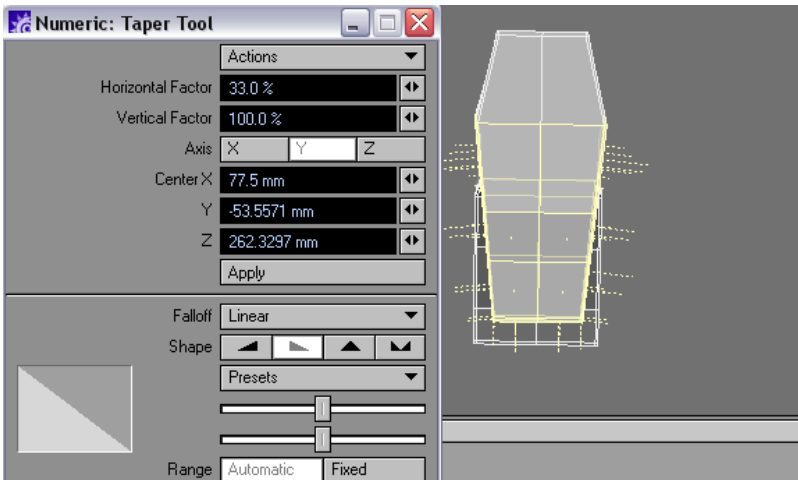 Numeric: Taper Tool
Actions
Horizontal Factor 33.0 %
Vertical Factor 100.0 %
Axis X Y Z
Center X 77.5 mm
Y -53.5571 mm
Z 262.3297 mm
Apply
Falloff Linear
Shape
Presets
Range Automatic Fixed